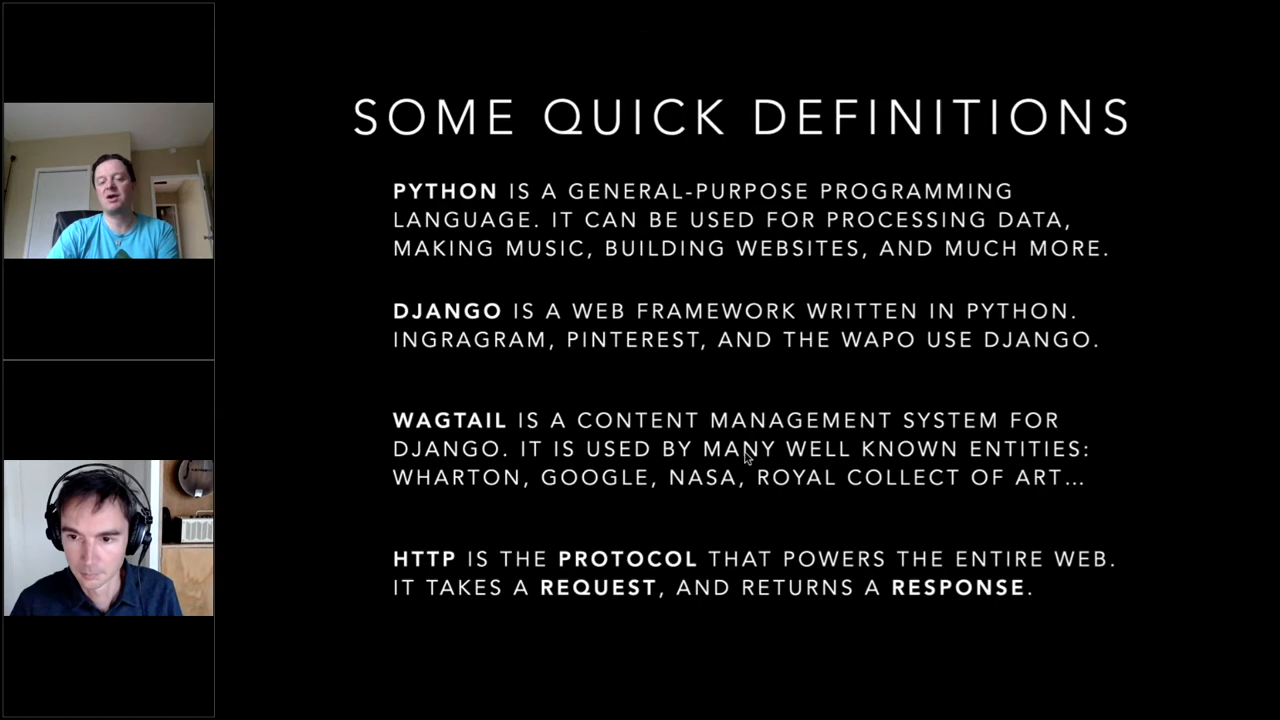 SOME QUICK DEFINITIONS
PYTHON IS A GENERAL-PURPOSE PROGRAMMING
LANGUAGE. IT CAN BE USED FOR PROCESSING DATA,
MAKING MUSIC, BUILDING WEBSITES, AND MUCH MORE.
DJANGO IS A WEB FRAMEWORK WRITTEN IN PYTHON.
INGRAGRAM, PINTEREST, AND THE WAPO USE DJANGO.
WAGTAIL IS A CONTENT MANAGEMENT SYSTEM FOR
DJANGO. IT IS USED BY MANY WELL KNOWN ENTITIES:
WHARTON, GOOGLE, NASA, ROYAL COLLECT OF ART…
HTTP IS THE PROTOCOL THAT POWERS THE ENTIRE WEB.
IT TAKES A REQUEST, AND RETURNS A RESPONSE.